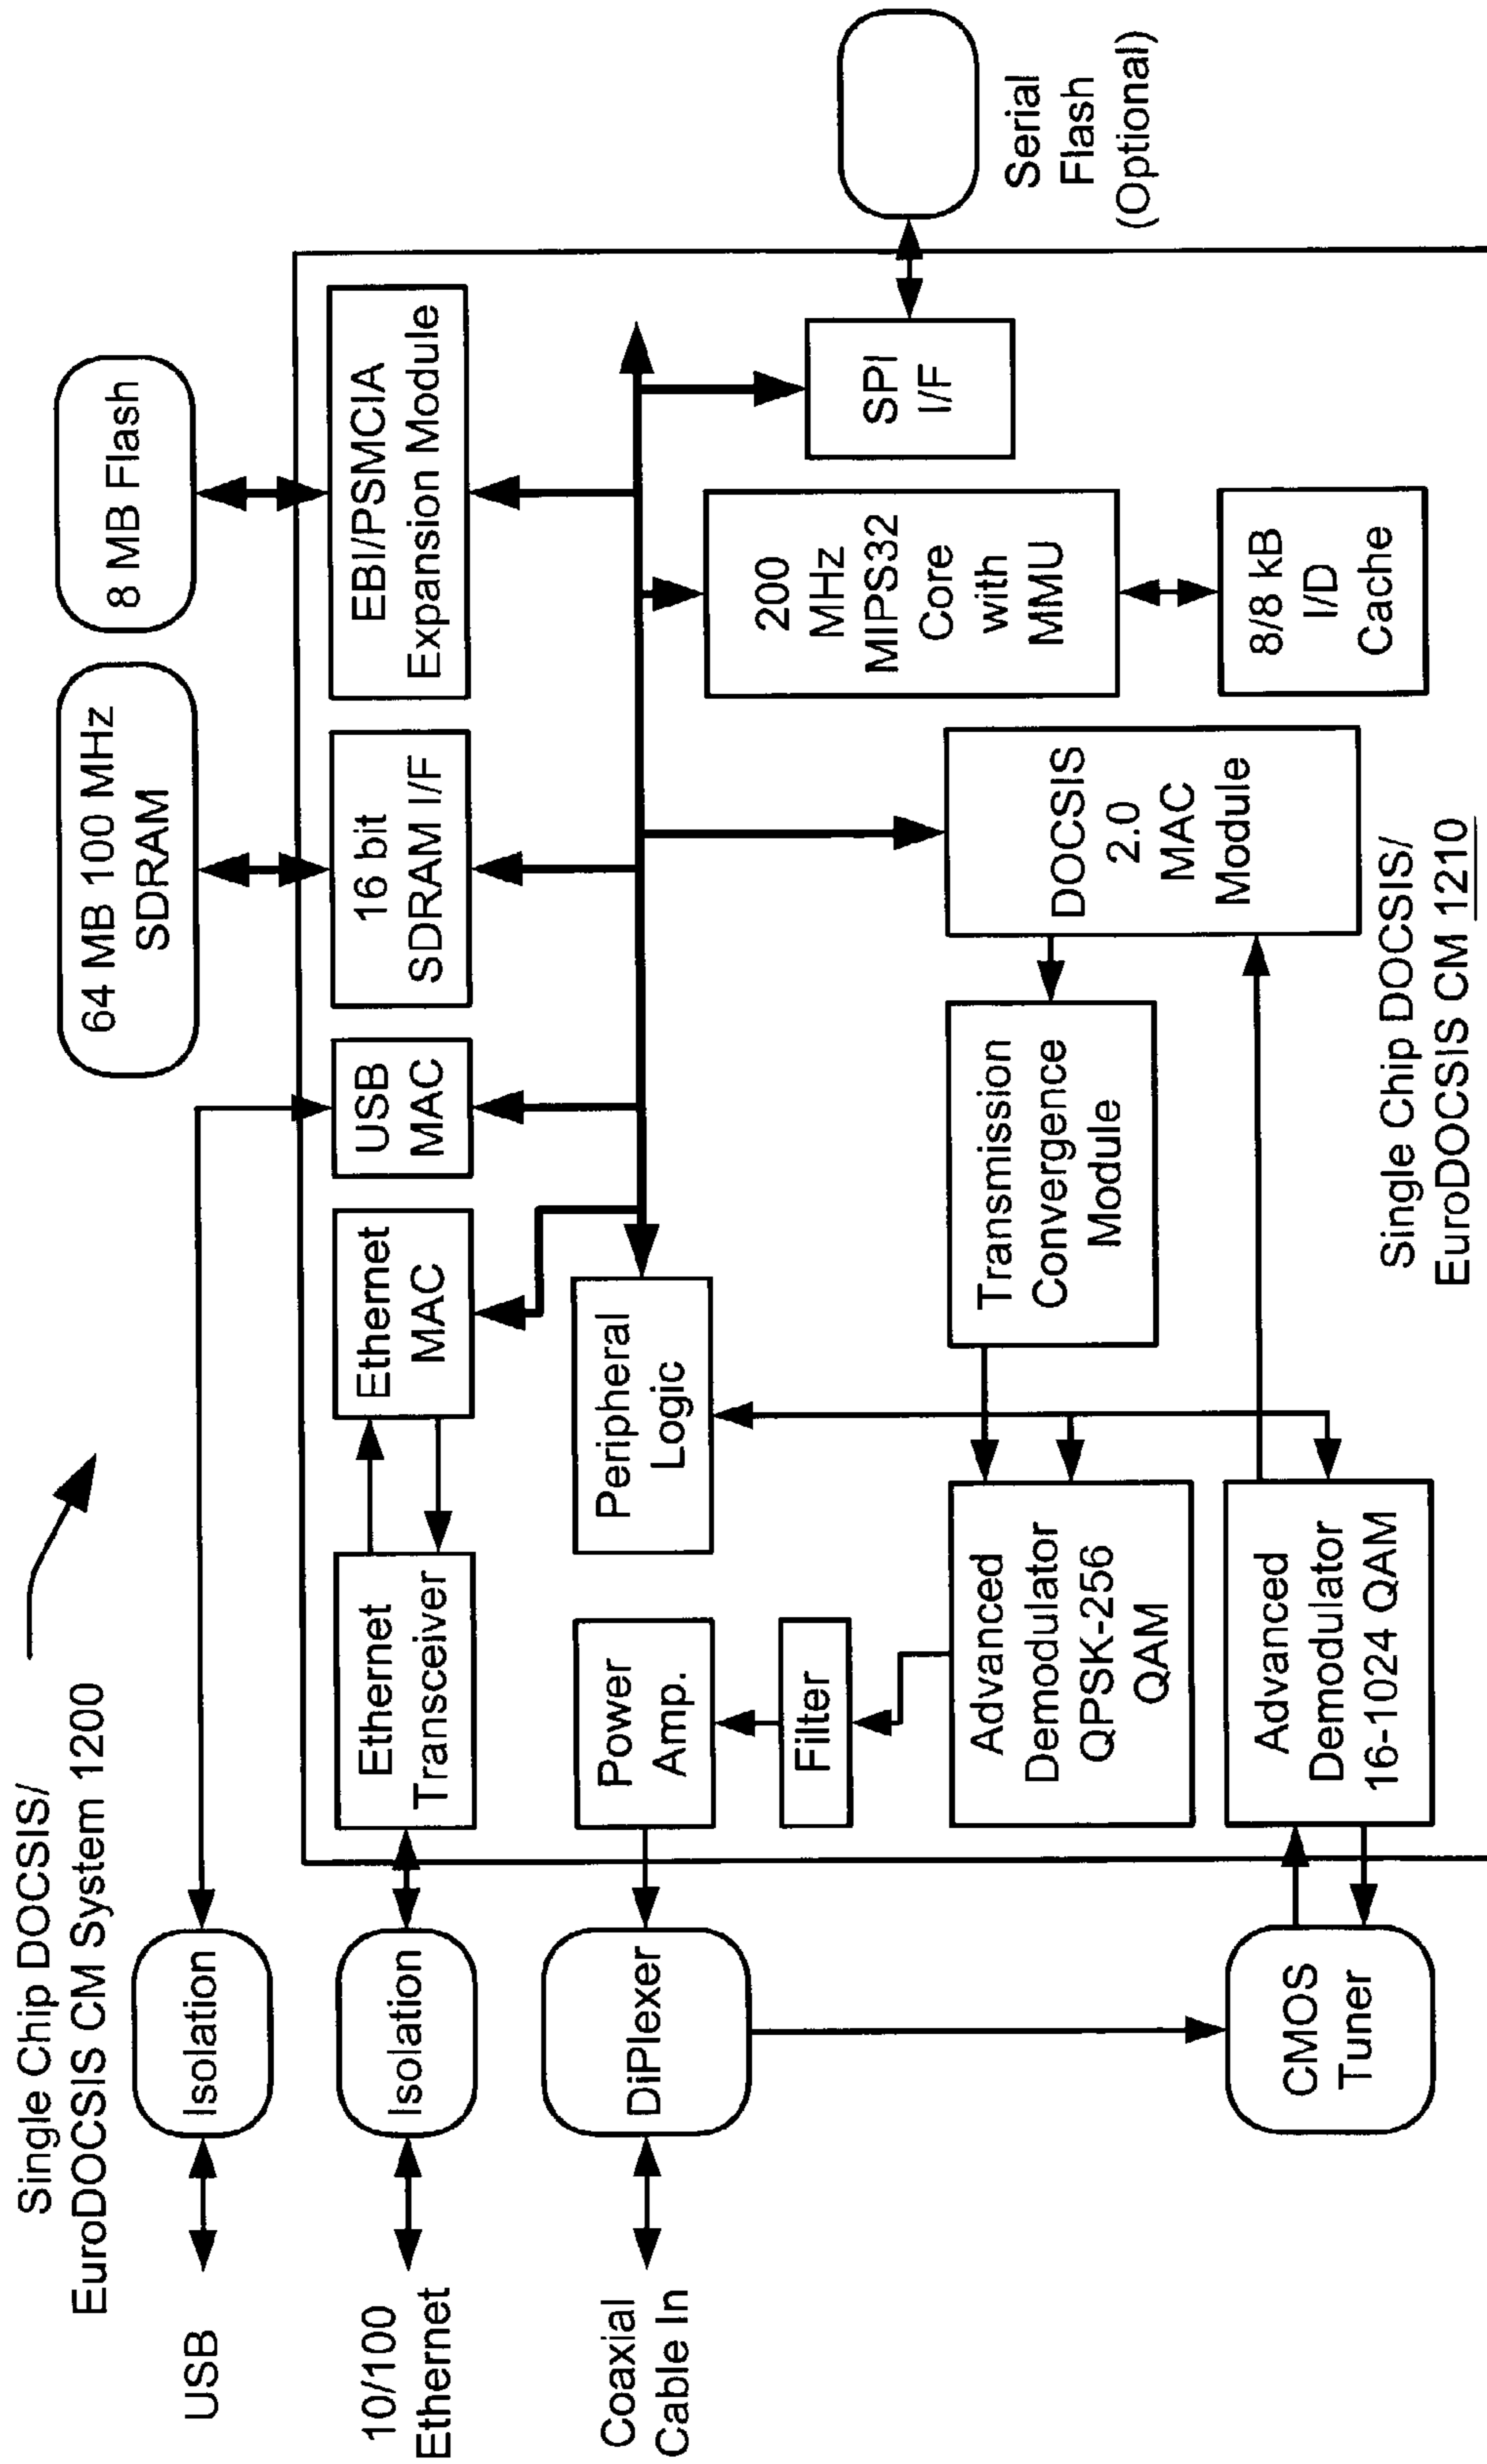 Single Chip DOCSIS/
EuroDOCSIS CM System 1200
64 MB 100 MHz
SDRAM
8 MB Flash
USB
Isolation
USB
MAC
16 bit
SDRAM I/F
EBI/PSMCIA
Expansion Module
10/100
Ethernet
Isolation
Ethernet
Transceiver
Ethernet
MAC
Coaxial
Cable In
DiPlexer
Power
Amp.
Peripheral
Logic
Filter
200
MHz
MIPS32
Core
with
MMU
SPI
I/F
Serial
Flash
(Optional)
Advanced
Demodulator
QPSK-256
QAM
Transmission
Convergence
Module
DOCSIS
2.0
MAC
Module
8/8 kB
I/D
Cache
CMOS
Tuner
Advanced
Demodulator
16-1024 QAM
Single Chip DOCSIS/
EuroDOCSIS CM 1210